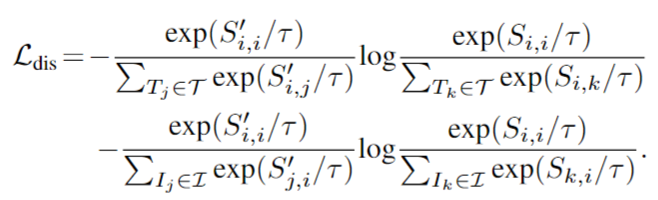 \mathcal{L}_{\text{dis}} = -\frac{\exp(S'_{i,i}/\tau)}{\sum_{T_j \in \mathcal{T}} \exp(S'_{i,j}/\tau)} \log \frac{\exp(S_{i,i}/\tau)}{\sum_{T_k \in \mathcal{T}} \exp(S_{i,k}/\tau)}
-\frac{\exp(S'_{i,i}/\tau)}{\sum_{I_j \in \mathcal{I}} \exp(S'_{j,i}/\tau)} \log \frac{\exp(S_{i,i}/\tau)}{\sum_{I_k \in \mathcal{I}} \exp(S_{k,i}/\tau)}.